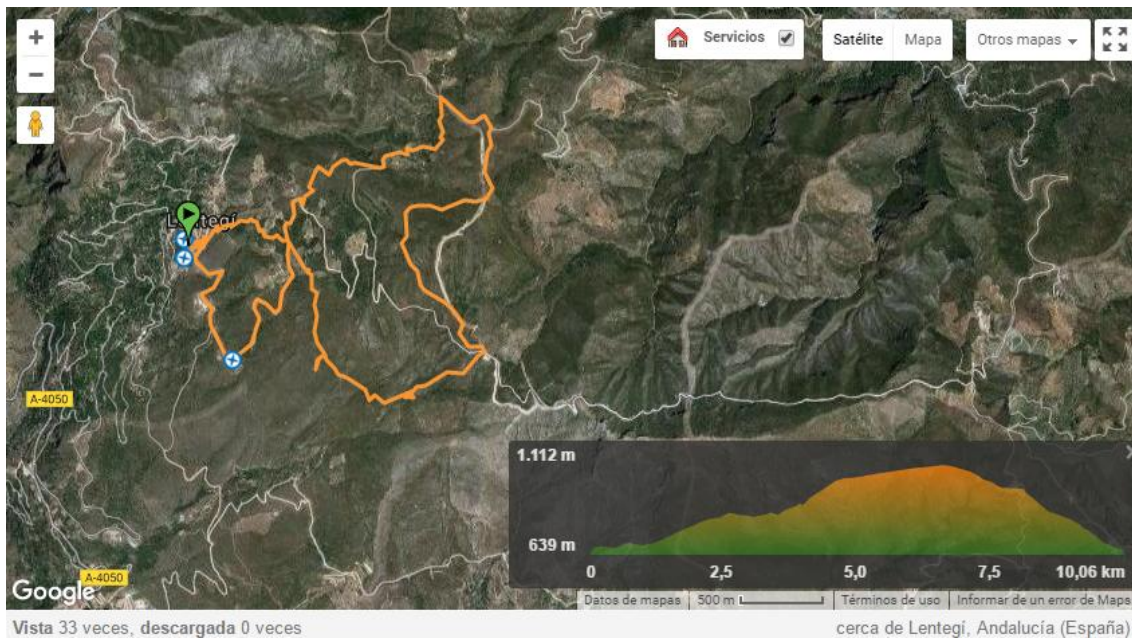 +
−
Servicios
Satélite Mapa
Otros mapas
Lentegí
A-4050
1.112 m
639 m
0 2,5 5,0 7,5 10,06 km
A-4050
Google
Datos de mapas 500 m Términos de uso Informar de un error de Maps
Vista 33 veces, descargada 0 veces
cerca de Lentegí, Andalucía (España)